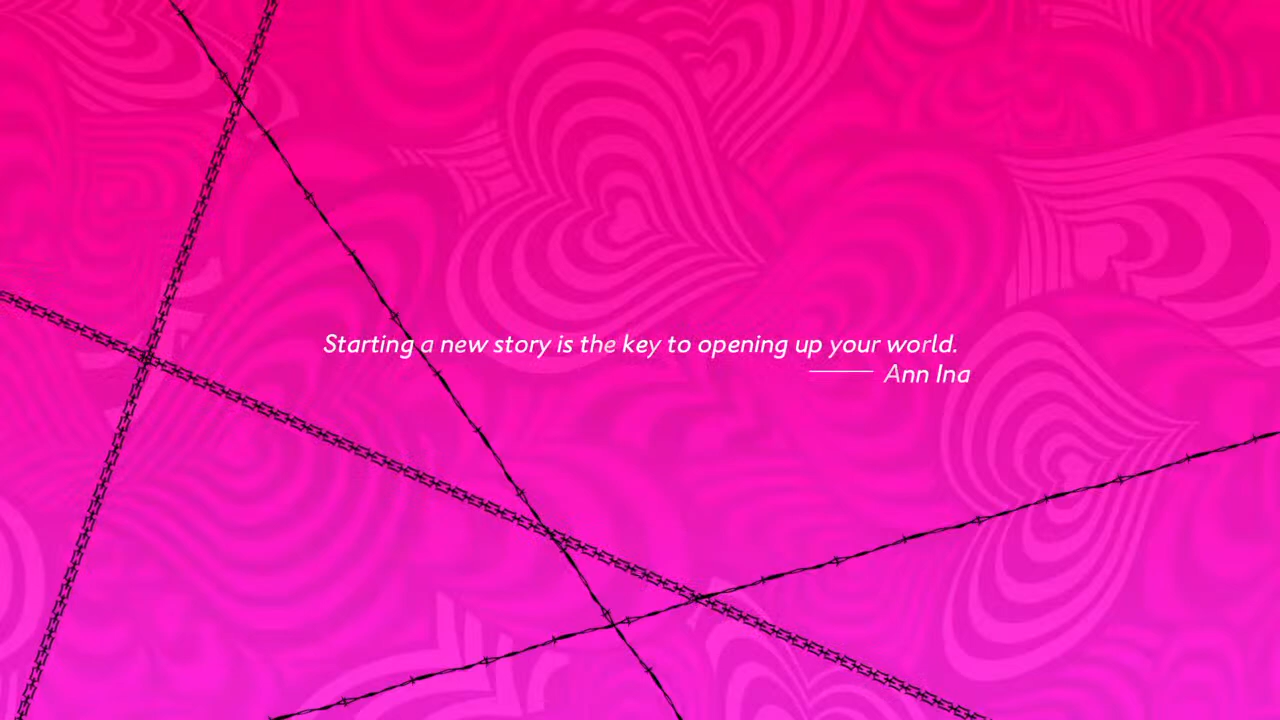 Starting a new story is the key to opening up your world.
—— Ann Ina